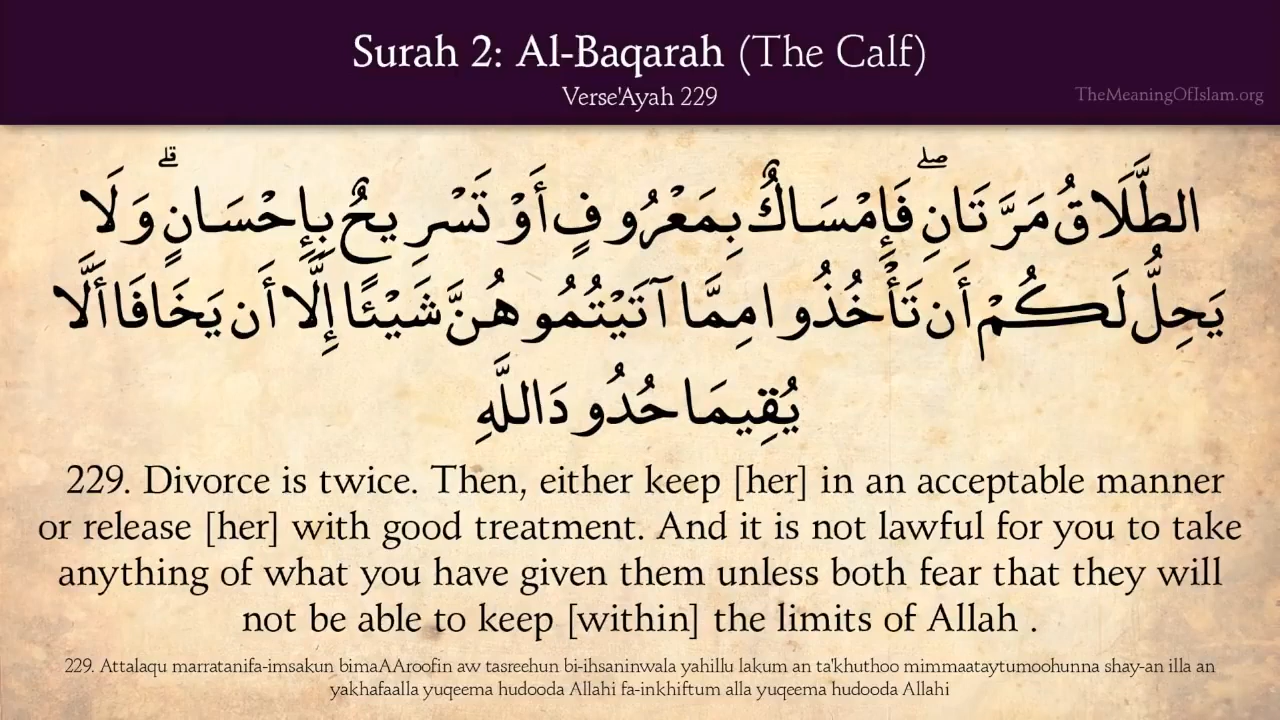 Surah 2: Al-Baqarah (The Calf)
Verse'Ayah 229
TheMeaningOfIslam.org
الطَّلَاقُ مَرَّتَانِ ۖ فَإِمْسَاكٌ بِمَعْرُوفٍ أَوْ تَسْرِيحٌ بِإِحْسَانٍ ۗ وَلَا
يَحِلُّ لَكُمْ أَن تَأْخُذُوا مِمَّا آتَيْتُمُوهُنَّ شَيْئًا إِلَّا أَن يَخَافَا أَلَّا
يُقِيمَا حُدُودَ اللَّهِ
229. Divorce is twice. Then, either keep [her] in an acceptable manner
or release [her] with good treatment. And it is not lawful for you to take
anything of what you have given them unless both fear that they will
not be able to keep [within] the limits of Allah .
229. Attalaqu marratanifa-imsakun bimaAAroofin aw tasreehun bi-ihsaninwala yahillu lakum an ta'khuthoo mimmaataytumoohunna shay-an illa an
yakhafaalla yuqeema hudooda Allahi fa-inkhiftum alla yuqeema hudooda Allahi